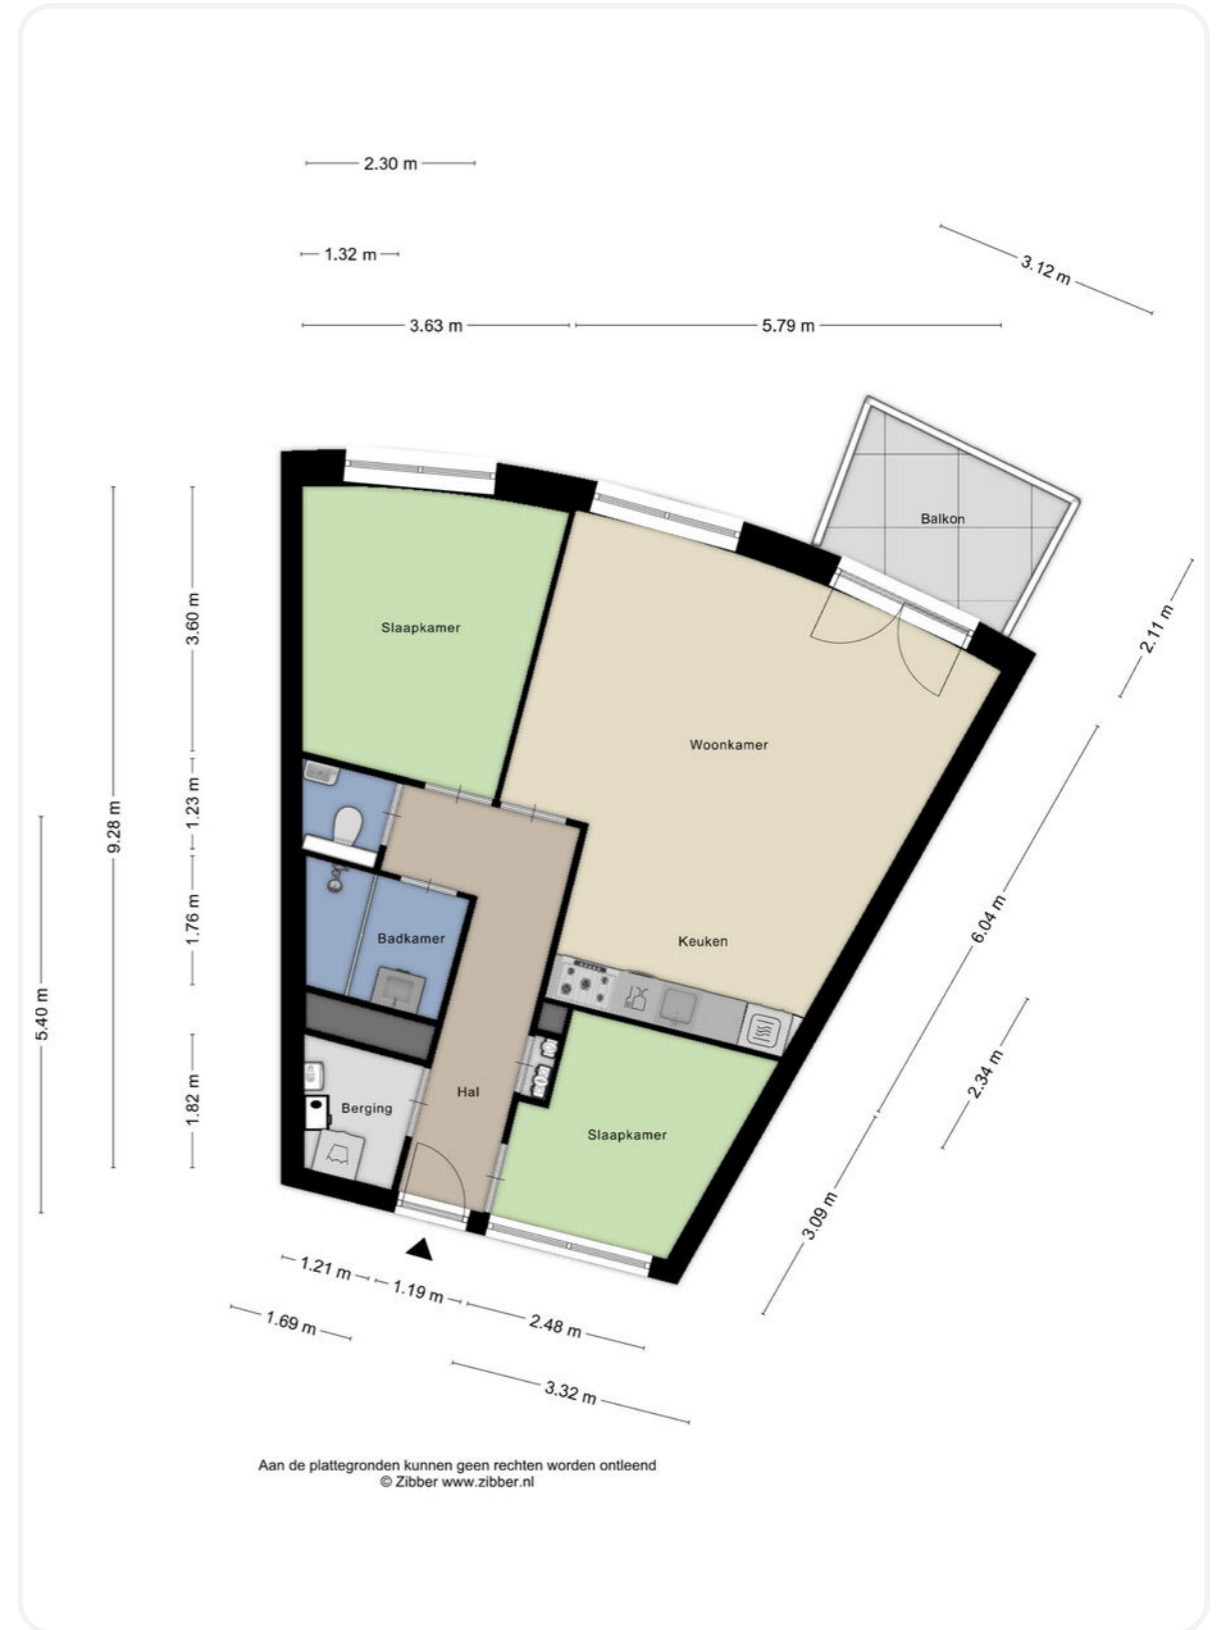 2.30 m
1.32 m
3.12 m
3.63 m
5.79 m
Balkon
3.60 m
Slaapkamer
2.11 m
Woonkamer
1.23 m
9.28 m
1.76 m
Badkamer
Keuken
6.04 m
5.40 m
1.82 m
Berging
Hal
Slaapkamer
2.34 m
3.09 m
1.21 m
1.19 m
2.48 m
1.69 m
3.32 m
Aan de plattegronden kunnen geen rechten worden ontleend
© Zibber www.zibber.nl